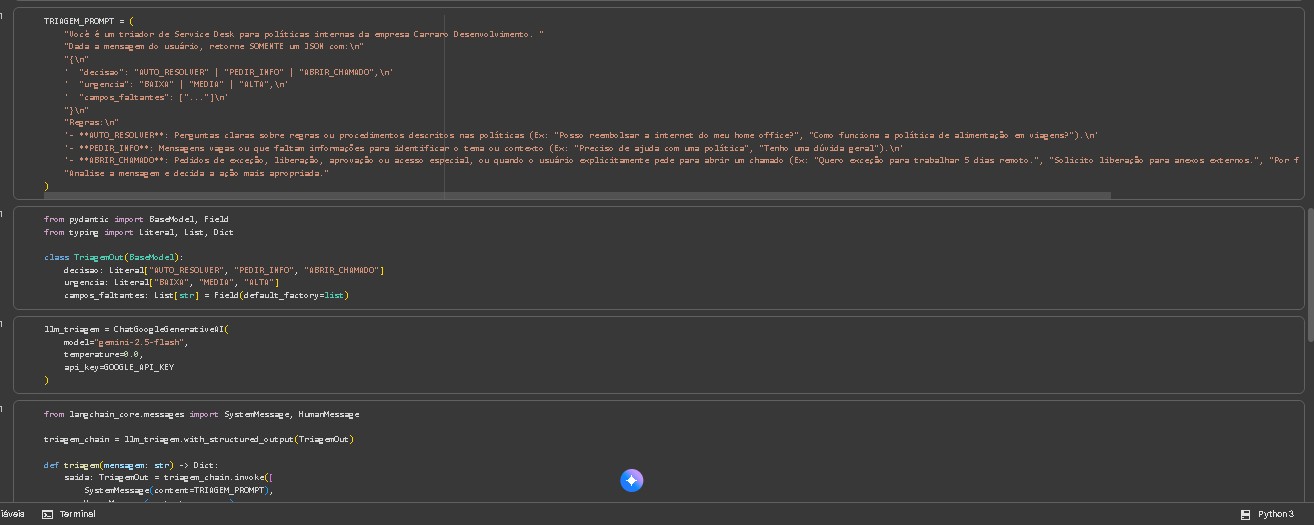 TRIAGEM_PROMPT = (
"Você é um triador de Service Desk para políticas internas da empresa Carraro Desenvolvimento. "
"Dada a mensagem do usuário, retorne SOMENTE um JSON com:\n"
"{\n"
'  "decisao": "AUTO_RESOLVER" | "PEDIR_INFO" | "ABRIR_CHAMADO",\n'
'  "urgencia": "BAIXA" | "MEDIA" | "ALTA",\n'
'  "campos_faltantes": ["..."]\n'
"}\n"
"Regras:\n"
'- **AUTO_RESOLVER**: Perguntas claras sobre regras ou procedimentos descritos nas políticas (Ex: "Posso reembolsar a internet do meu home office?", "Como funciona a política de alimentação em viagens?").\n'
'- **PEDIR_INFO**: Mensagens vagas ou que faltam informações para identificar o tema ou contexto (Ex: "Preciso de ajuda com uma política", "Tenho uma dúvida geral").\n'
'- **ABRIR_CHAMADO**: Pedidos de exceção, liberação, aprovação ou acesso especial, ou quando o usuário explicitamente pede para abrir um chamado (Ex: "Quero exceção para trabalhar 5 dias remoto.", "Solicito liberação para anexos externos.", "Por f
"Analise a mensagem e decida a ação mais apropriada."
)
from pydantic import BaseModel, Field
from typing import Literal, List, Dict
class TriagemOut(BaseModel):
decisao: Literal["AUTO_RESOLVER", "PEDIR_INFO", "ABRIR_CHAMADO"]
urgencia: Literal["BAIXA", "MEDIA", "ALTA"]
campos_faltantes: List[str] = Field(default_factory=list)
llm_triagem = ChatGoogleGenerativeAI(
model="gemini-2.5-flash",
temperature=0.0,
api_key=GOOGLE_API_KEY
)
from langchain_core.messages import SystemMessage, HumanMessage
triagem_chain = llm_triagem.with_structured_output(TriagemOut)
def triagem(mensagem: str) -> Dict:
saida: TriagemOut = triagem_chain.invoke([
SystemMessage(content=TRIAGEM_PROMPT),
iáveis
Terminal
Python 3